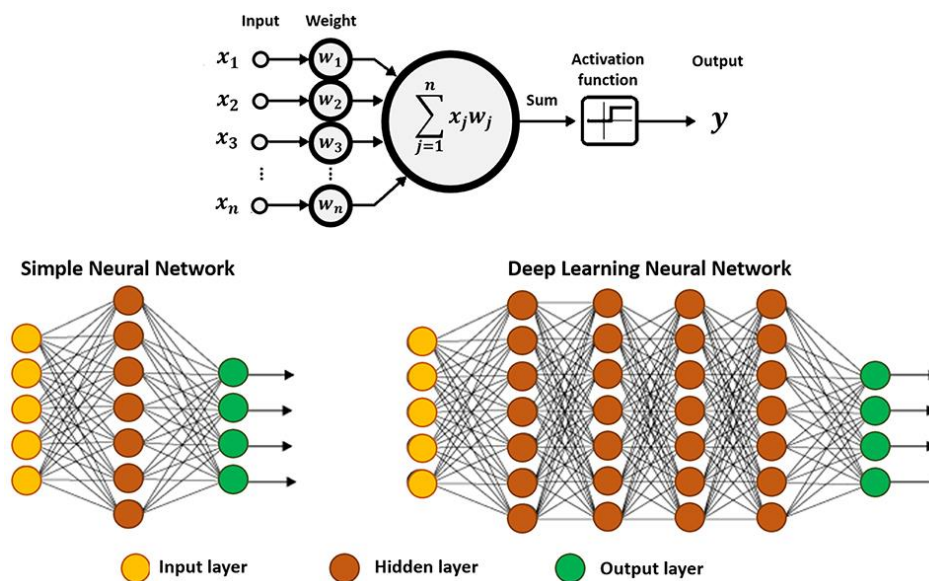 Input Weight
Activation function
Output
x₁ w₁
x₂ w₂
x₃ w₃
⋮ ⋮
xₙ wₙ
∑ⱼ₌₁ⁿ xⱼwⱼ
Sum
y
Simple Neural Network
Deep Learning Neural Network
Input layer
Hidden layer
Output layer